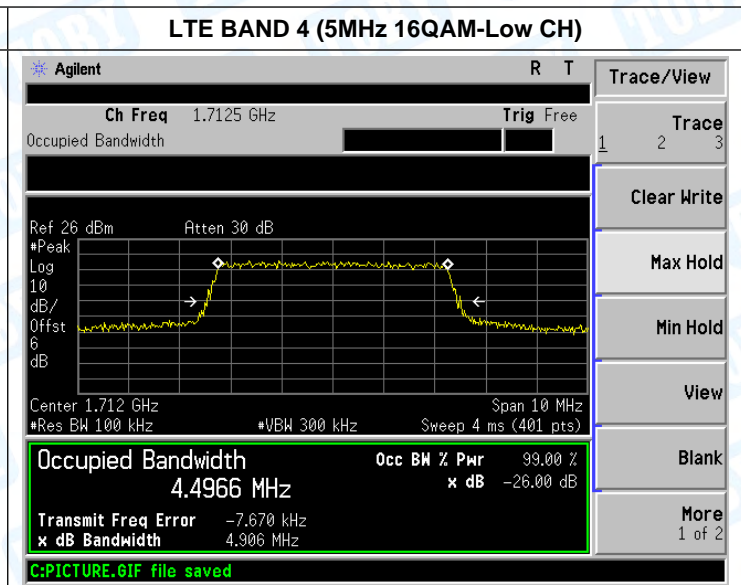 LTE BAND 4 (5MHz 16QAM-Low CH)
Agilent R T
Trace/View
Ch Freq 1.7125 GHz Trig Free
Occupied Bandwidth
Trace
1 2 3
Clear Write
Ref 26 dBm Atten 30 dB
#Peak
Log
10
dB/
Offst
6
dB
Max Hold
Min Hold
View
Center 1.712 GHz Span 10 MHz
#Res BW 100 kHz #VBW 300 kHz Sweep 4 ms (401 pts)
Occupied Bandwidth Occ BW % Pwr 99.00 %
4.4966 MHz x dB -26.00 dB
Transmit Freq Error -7.670 kHz
x dB Bandwidth 4.906 MHz
Blank
More
1 of 2
C:PICTURE.GIF file saved